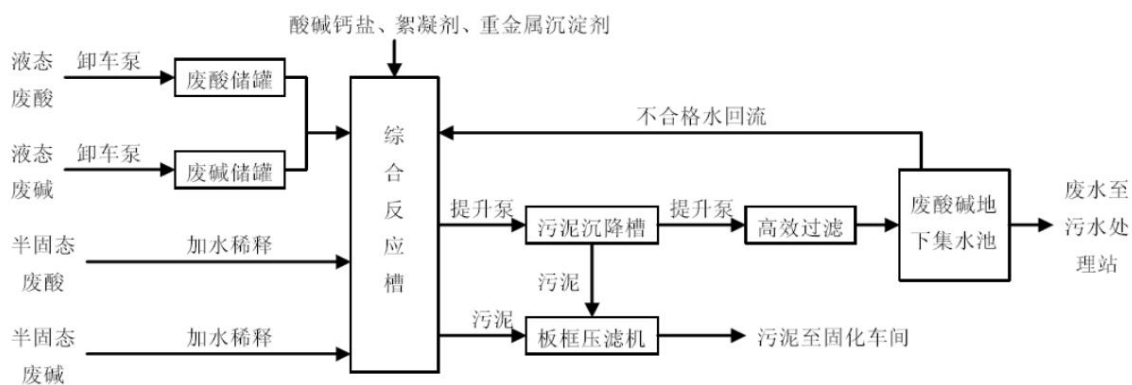 酸碱钙盐、絮凝剂、重金属沉淀剂
液态
废酸
卸车泵
废酸储罐
液态
废碱
卸车泵
废碱储罐
半固态
废酸
加水稀释
半固态
废碱
加水稀释
综
合
反
应
槽
不合格水回流
提升泵
污泥沉降槽
提升泵
高效过滤
废酸碱地
下集水池
废水至
污水处
理站
污泥
污泥
板框压滤机
污泥至固化车间